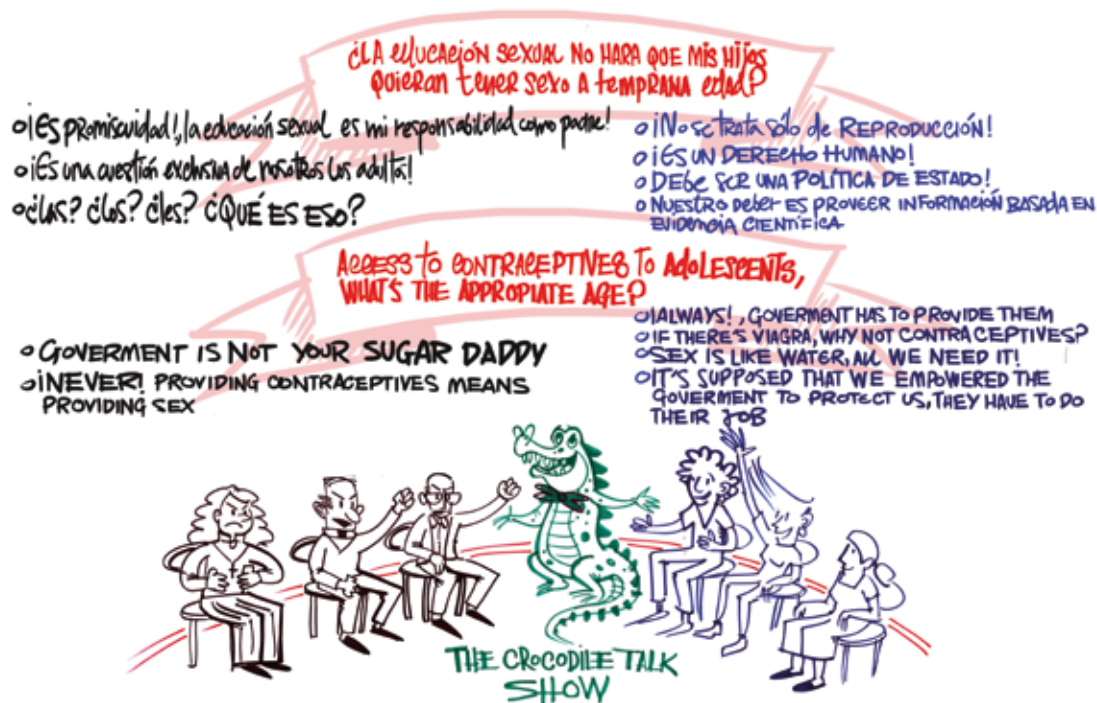 ¿LA EDUCACIÓN SEXUAL NO HARA QUE MIS HIJOS
QUIERAN TENER SEXO A TEMPRANA EDAD?
¡ES PROMISCUIDAD!, la educación sexual es mi responsabilidad como padre!
¡Es una cuestión exclusiva de nosotros los adultos!
¿Las? ¿Los? ¿Les? ¿QUÉ ES ESO?
¡No se trata sólo de REPRODUCCIÓN!
¡ES UN DERECHO HUMANO!
DEBE SER UNA POLÍTICA DE ESTADO!
NUESTRO DEBER ES PROVEER INFORMACIÓN BASADA EN
EVIDENCIA CIENTÍFICA
ACCESS TO CONTRACEPTIVES TO ADOLESCENTS,
WHAT'S THE APPROPIATE AGE?
GOVERMENT IS NOT YOUR SUGAR DADDY
¡NEVER! PROVIDING CONTRACEPTIVES MEANS
PROVIDING SEX
¡ALWAYS!, GOVERMENT HAS TO PROVIDE THEM
IF THERE'S VIAGRA, WHY NOT CONTRACEPTIVES?
SEX IS LIKE WATER, ALL WE NEED IT!
IT'S SUPPOSED THAT WE EMPOWERED THE
GOVERMENT TO PROTECT US, THEY HAVE TO DO
THEIR JOB
THE CROCODILE TALK
SHOW